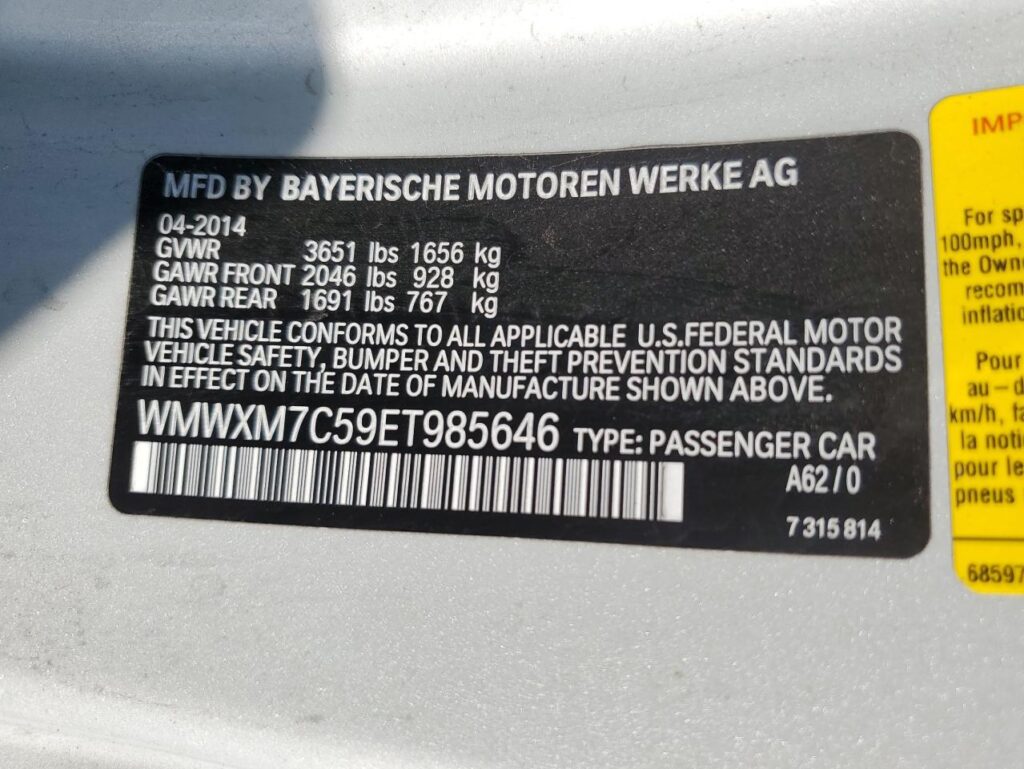 MFD BY BAYERISCHE MOTOREN WERKE AG
04-2014
GVWR 3651 lbs 1656 kg
GAWR FRONT 2046 lbs 928 kg
GAWR REAR 1691 lbs 767 kg
THIS VEHICLE CONFORMS TO ALL APPLICABLE U.S.FEDERAL MOTOR
VEHICLE SAFETY, BUMPER AND THEFT PREVENTION STANDARDS
IN EFFECT ON THE DATE OF MANUFACTURE SHOWN ABOVE.
WMWXM7C59ET985646 TYPE: PASSENGER CAR
A62/0
7 315 814
IMP
For sp
100mph,
the Owne
recom
inflatio
Pour
au-d
km/h, fa
la noti
pour le
pneus
68597